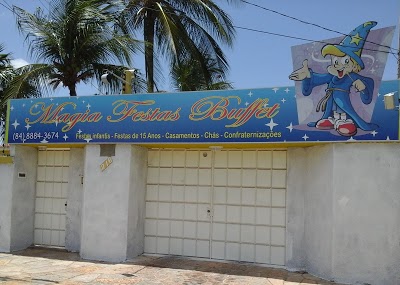 Magia Festas Buffet
(84) 8884-3674
Festas infantis - Festas de 15 Anos - Casamentos - Chás - Confraternizações